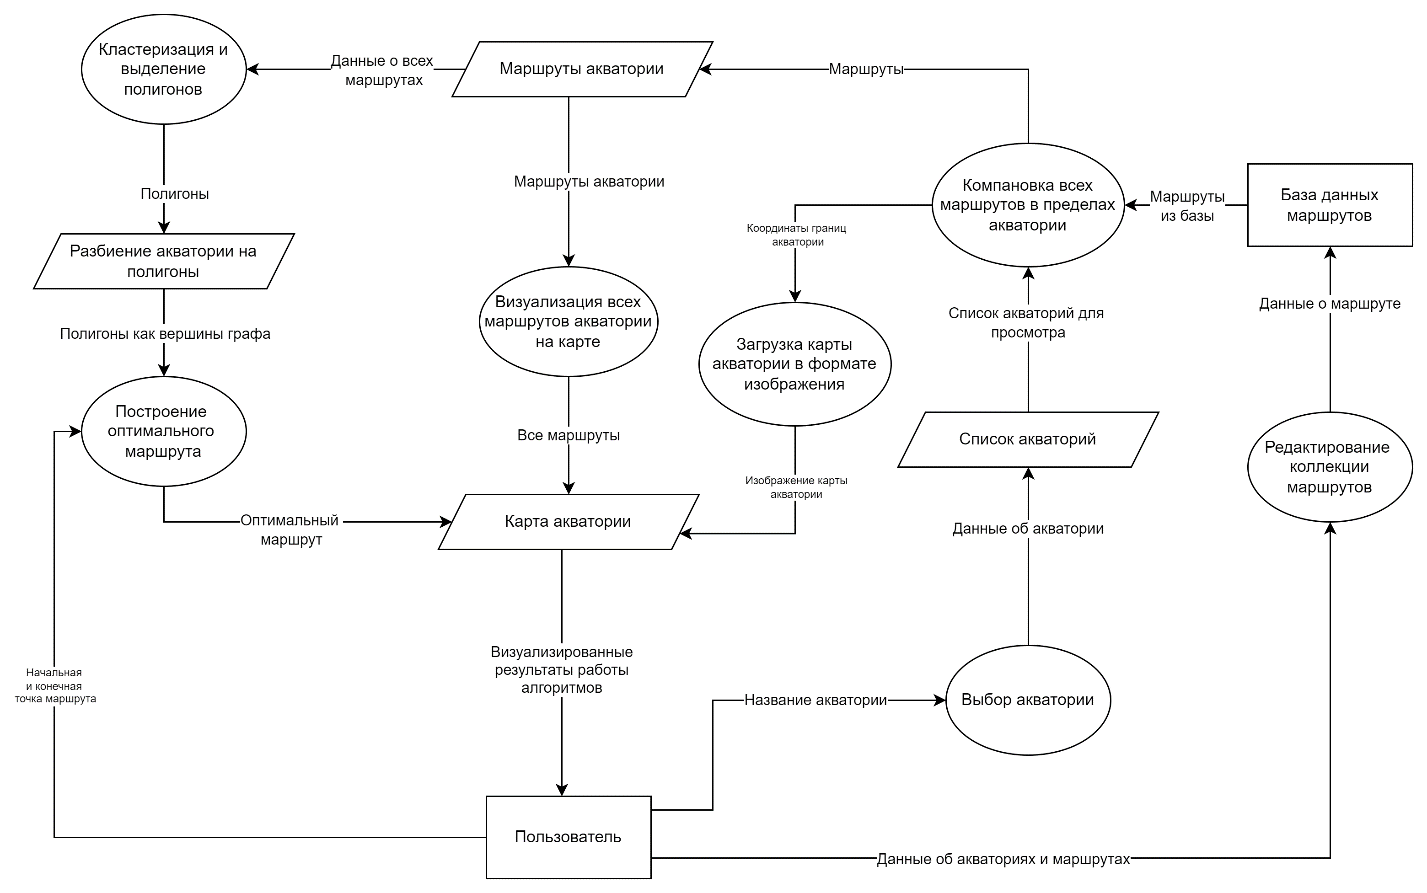 Кластеризация и
выделение
полигонов
Данные о всех
маршрутах
Маршруты акватории
Маршруты
Полигоны
Маршруты акватории
Компановка всех
маршрутов в пределах
акватории
Маршруты
из базы
База данных
маршрутов
Координаты границ
акватории
Разбиение акватории на
полигоны
Визуализация всех
маршрутов акватории
на карте
Список акваторий для
просмотра
Данные о маршруте
Полигоны как вершины графа
Загрузка карты
акватории в формате
изображения
Построение
оптимального
маршрута
Все маршруты
Список акваторий
Редактирование
коллекции
маршрутов
Изображение карты
акватории
Оптимальный
маршрут
Карта акватории
Данные об акватории
Визуализированные
результаты работы
алгоритмов
Начальная
и конечная
точка маршрута
Название акватории
Выбор акватории
Пользователь
Данные об акваториях и маршрутах